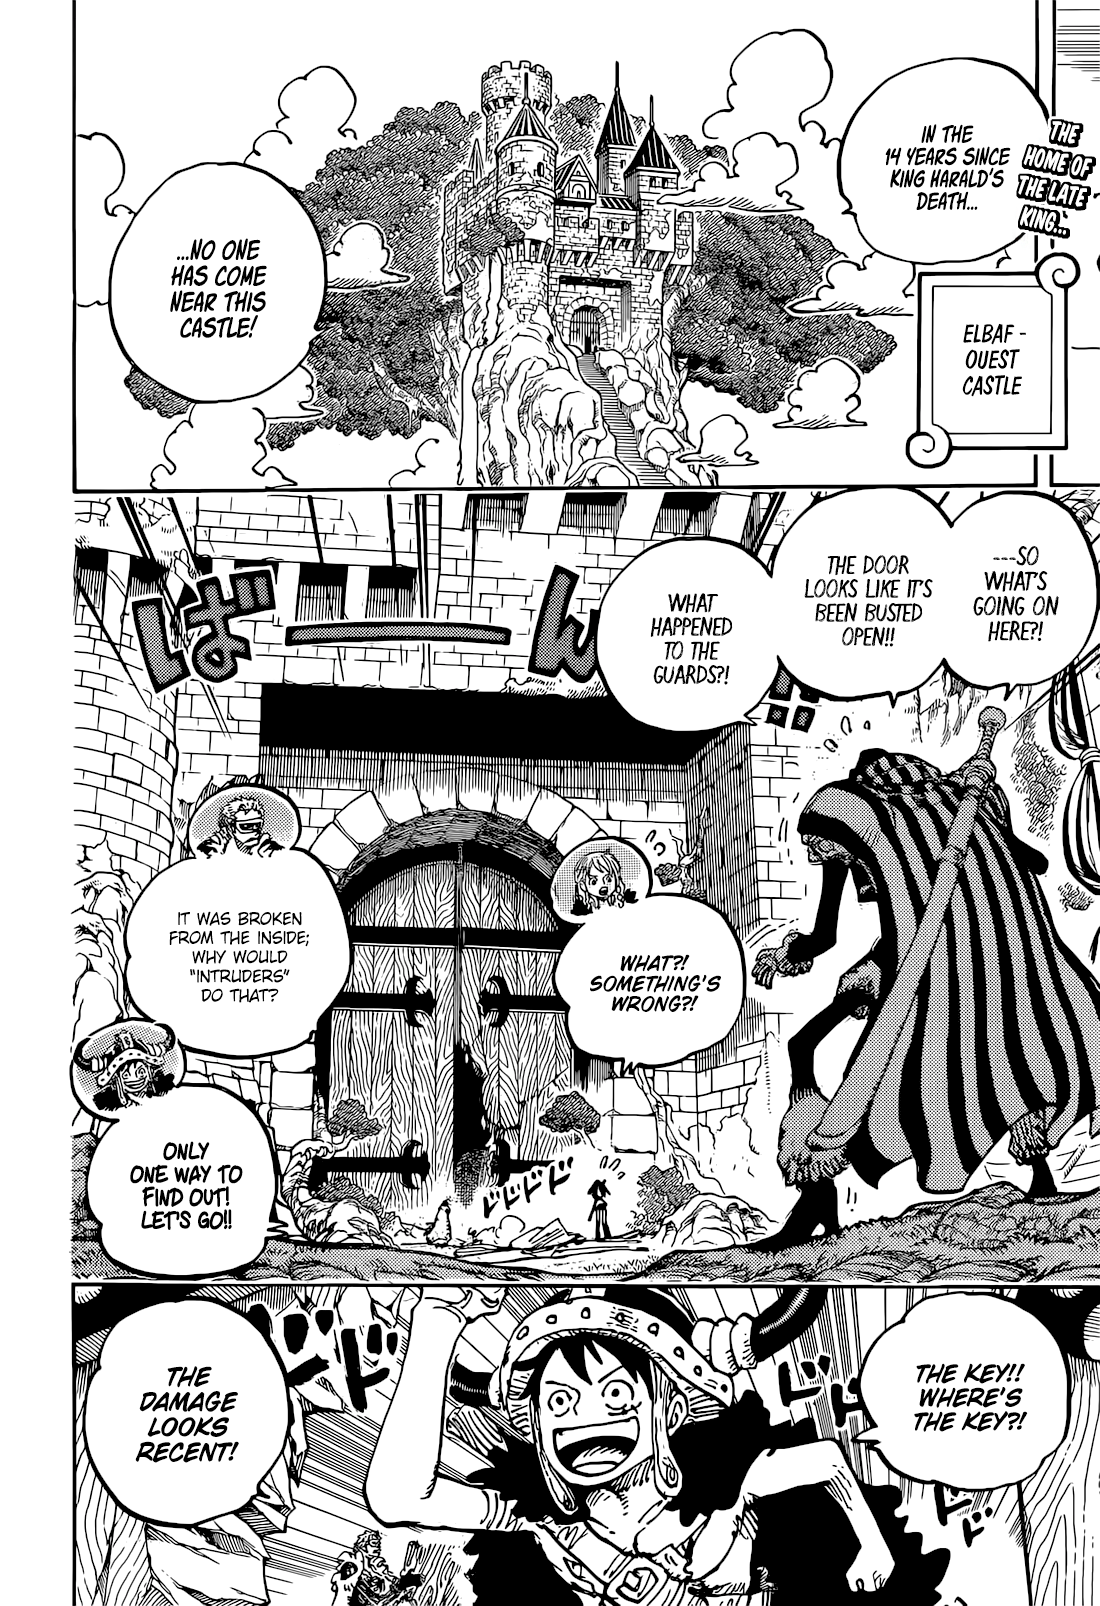 IN THE
14 YEARS SINCE
KING HARALD'S
DEATH...
THE
HOME OF
THE LATE
KING...
ELBAF -
OUEST
CASTLE
...NO ONE
HAS COME
NEAR THIS
CASTLE!
----SO
WHAT'S
GOING ON
HERE?!
THE DOOR
LOOKS LIKE IT'S
BEEN BUSTED
OPEN!!
WHAT
HAPPENED
TO THE
GUARDS?!
ばーん
!!
WHAT?!
SOMETHING'S
WRONG?!
IT WAS BROKEN
FROM THE INSIDE;
WHY WOULD
"INTRUDERS"
DO THAT?
ONLY
ONE WAY TO
FIND OUT!
LET'S GO!!
ドドドド
THE KEY!!
WHERE'S
THE KEY?!
ドド
ドド
ドド
THE
DAMAGE
LOOKS
RECENT!